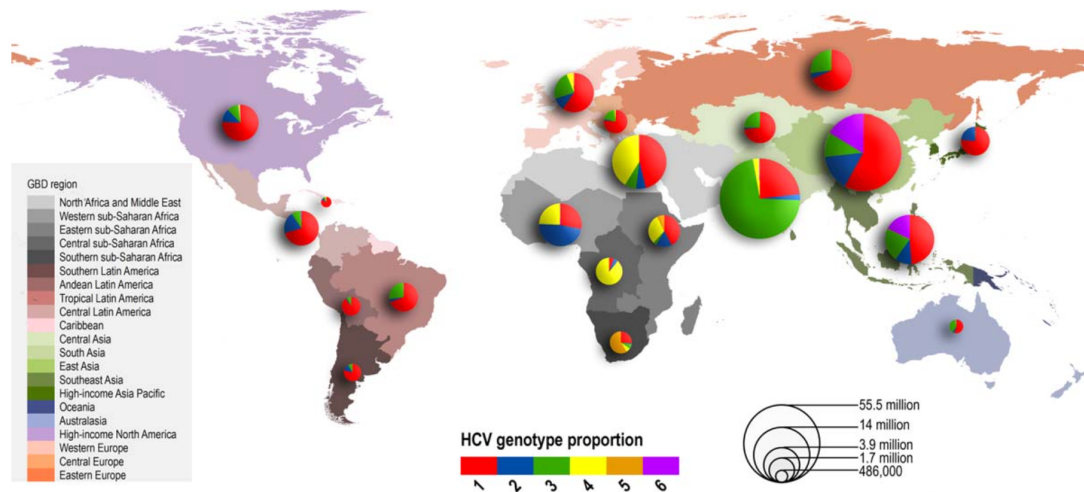 GBD region
North Africa and Middle East
Western sub-Saharan Africa
Eastern sub-Saharan Africa
Central sub-Saharan Africa
Southern sub-Saharan Africa
Southern Latin America
Andean Latin America
Tropical Latin America
Central Latin America
Caribbean
Central Asia
South Asia
East Asia
Southeast Asia
High-income Asia Pacific
Oceania
Australasia
High-income North America
Western Europe
Central Europe
Eastern Europe
HCV genotype proportion
1 2 3 4 5 6
55.5 million
14 million
3.9 million
1.7 million
486,000